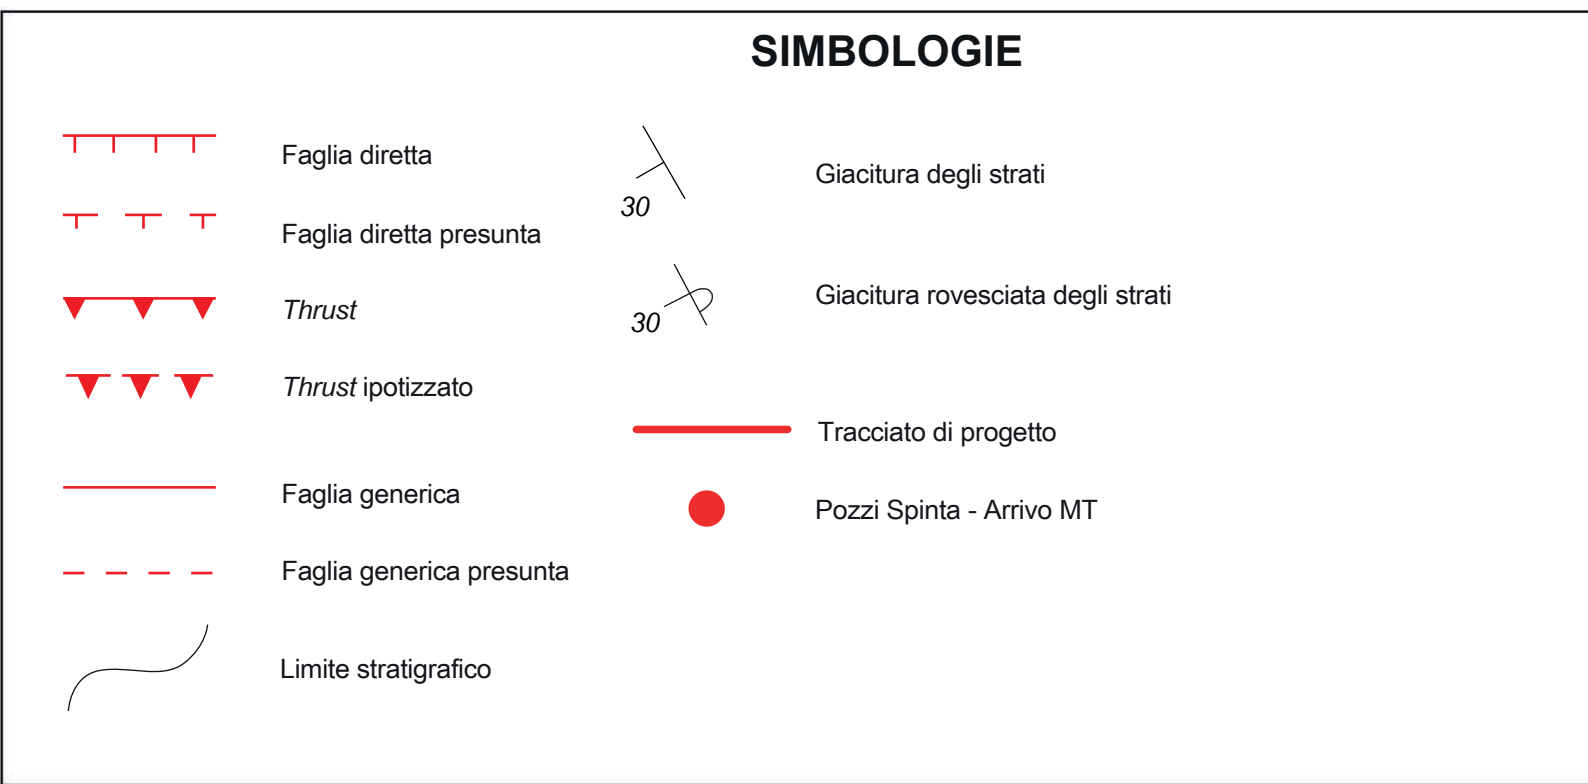 SIMBOLOGIE
Faglia diretta
Faglia diretta presunta
Thrust
Thrust ipotizzato
Faglia generica
Faglia generica presunta
Limite stratigrafico
30
Giacitura degli strati
30
Giacitura rovesciata degli strati
Tracciato di progetto
Pozzi Spinta - Arrivo MT